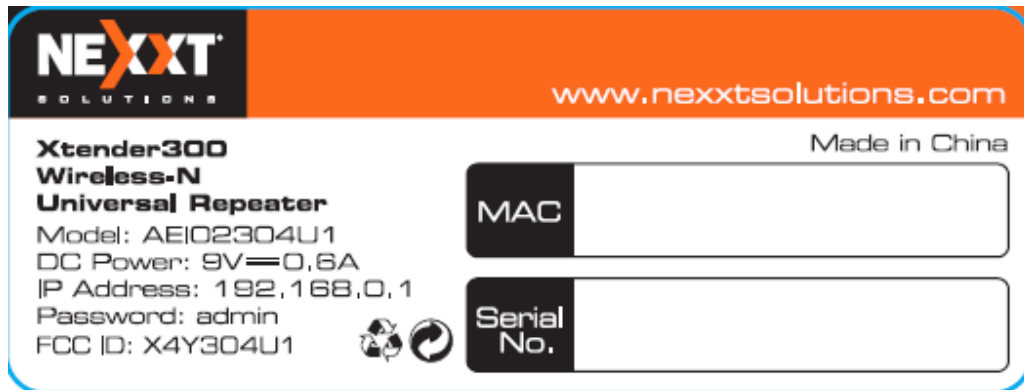 NEXXT
SOLUTIONS
www.nexxtsolutions.com
Made in China
Xtender300
Wireless-N
Universal Repeater
Model: AEI02304U1
DC Power: 9V⎓0.6A
IP Address: 192.168.0.1
Password: admin
FCC ID: X4Y304U1
MAC
Serial
No.